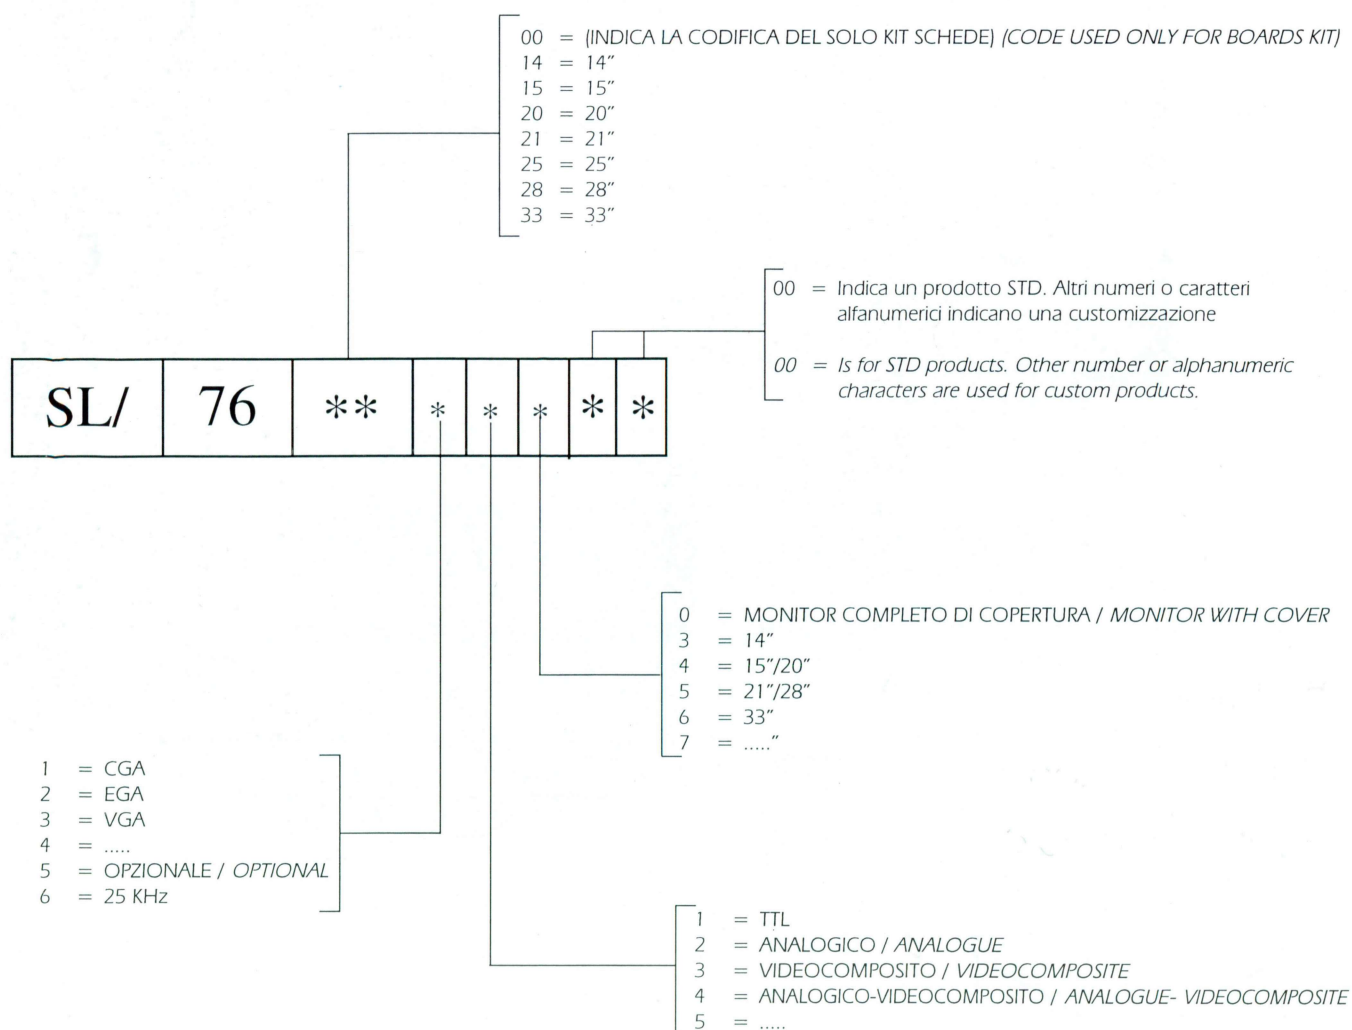 00 = (INDICA LA CODIFICA DEL SOLO KIT SCHEDE) (CODE USED ONLY FOR BOARDS KIT)
14 = 14"
15 = 15"
20 = 20"
21 = 21"
25 = 25"
28 = 28"
33 = 33"
00 = Indica un prodotto STD. Altri numeri o caratteri
alfanumerici indicano una customizzazione
00 = Is for STD products. Other number or alphanumeric
characters are used for custom products.
SL/ 76 ** * * * * *
0 = MONITOR COMPLETO DI COPERTURA / MONITOR WITH COVER
3 = 14"
4 = 15"/20"
5 = 21"/28"
6 = 33"
7 = ....."
1 = CGA
2 = EGA
3 = VGA
4 = .....
5 = OPZIONALE / OPTIONAL
6 = 25 KHz
1 = TTL
2 = ANALOGICO / ANALOGUE
3 = VIDEOCOMPOSITO / VIDEOCOMPOSITE
4 = ANALOGICO-VIDEOCOMPOSITO / ANALOGUE- VIDEOCOMPOSITE
5 = .....